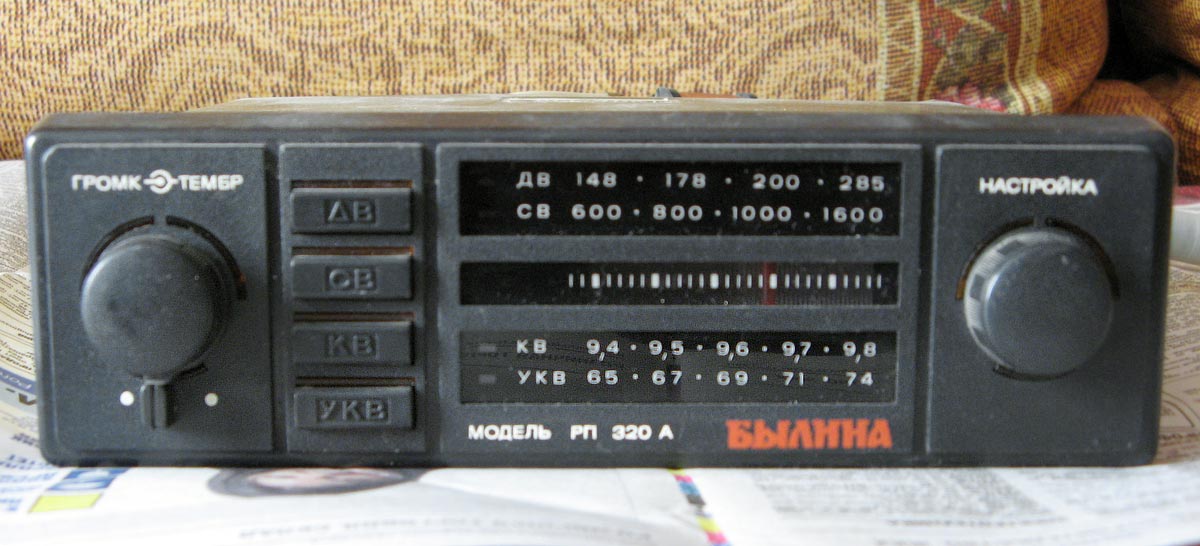 ГРОМК ТЕМБР
ДВ
СВ
КВ
УКВ
ДВ 148 · 178 · 200 · 285
СВ 600 · 800 · 1000 · 1600
КВ 9,4 · 9,5 · 9,6 · 9,7 · 9,8
УКВ 65 · 67 · 69 · 71 · 74
МОДЕЛЬ РП 320 А БЫЛИНА
НАСТРОЙКА